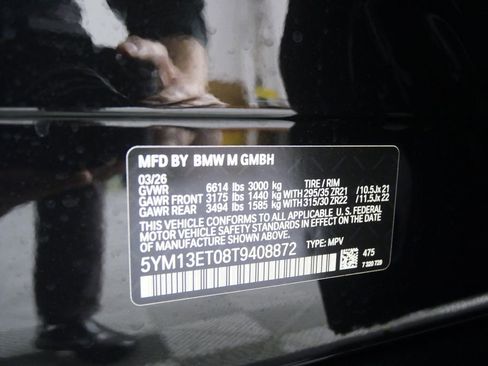 MFD BY BMW M GMBH
03/26
GVWR 6614 lbs 3000 kg TIRE / RIM
GAWR FRONT 3175 lbs 1440 kg WITH 295/35 ZR21 /10.5Jx 21
GAWR REAR 3494 lbs 1585 kg WITH 315/30 ZR22 /11.5Jx 22
THIS VEHICLE CONFORMS TO ALL APPLICABLE U.S. FEDERAL
MOTOR VEHICLE SAFETY STANDARDS IN EFFECT ON THE DATE
OF MANUFACTURE SHOWN ABOVE.
5YM13ET08T9408872 TYPE: MPV
475
7 320 729